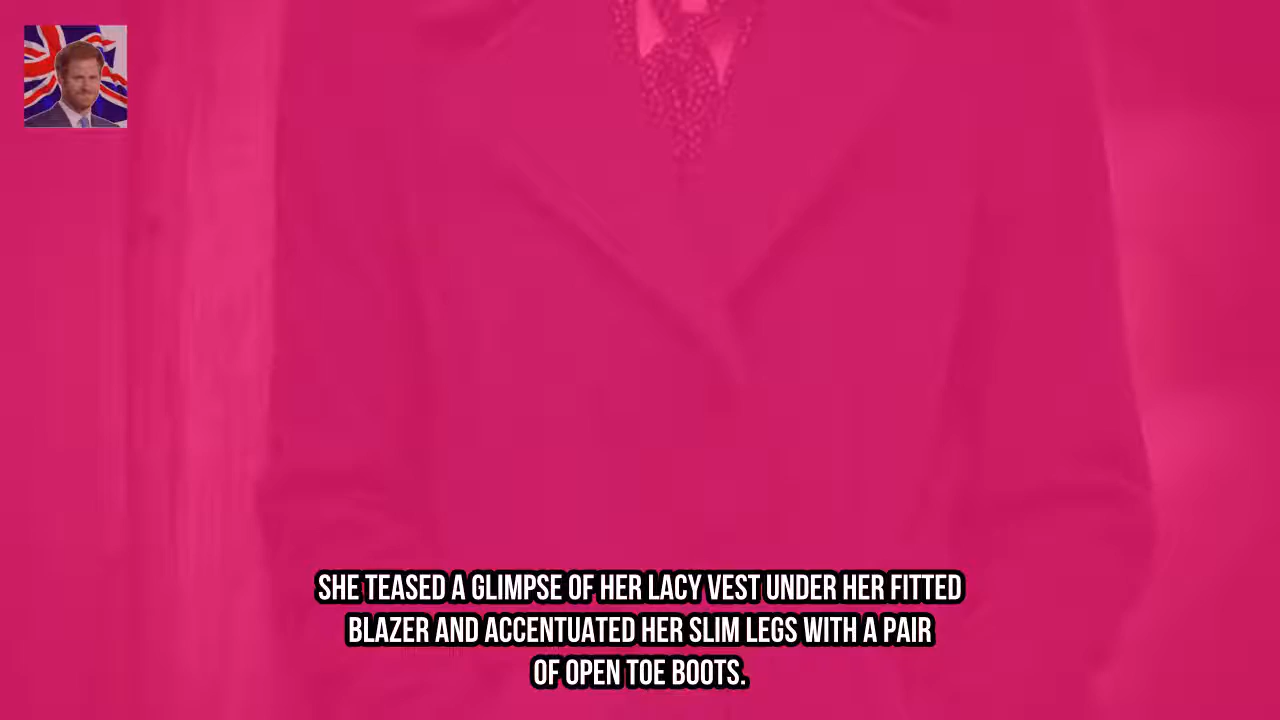 SHE TEASED A GLIMPSE OF HER LACY VEST UNDER HER FITTED
BLAZER AND ACCENTUATED HER SLIM LEGS WITH A PAIR
OF OPEN TOE BOOTS.